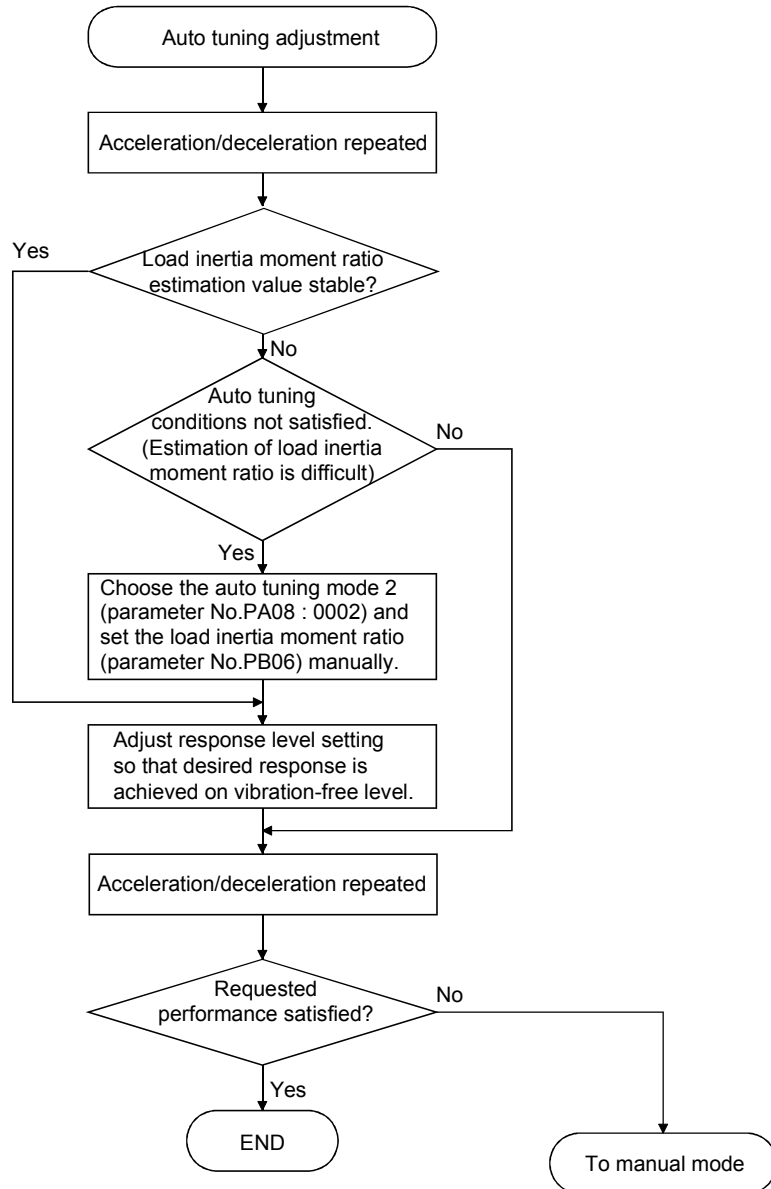 Auto tuning adjustment
Acceleration/deceleration repeated
Yes
Load inertia moment ratio
estimation value stable?
No
Auto tuning
conditions not satisfied.
(Estimation of load inertia
moment ratio is difficult)
No
Yes
Choose the auto tuning mode 2
(parameter No.PA08 : 0002) and
set the load inertia moment ratio
(parameter No.PB06) manually.
Adjust response level setting
so that desired response is
achieved on vibration-free level.
Acceleration/deceleration repeated
Requested
performance satisfied?
No
Yes
END
To manual mode